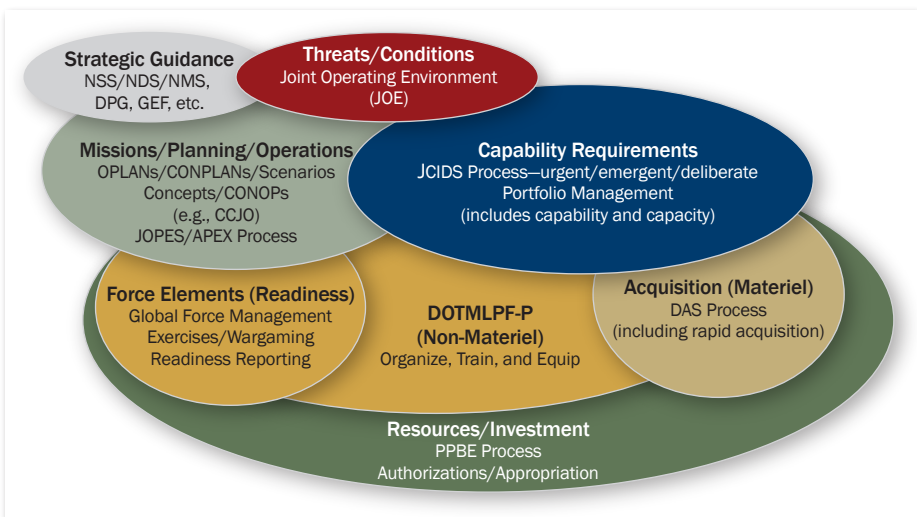 Strategic Guidance
NSS/NDS/NMS,
DPG, GEF, etc.
Threats/Conditions
Joint Operating Environment
(JOE)
Missions/Planning/Operations
OPLANs/CONPLANs/Scenarios
Concepts/CONOPs
(e.g., CCJO)
JOPES/APEX Process
Capability Requirements
JCIDS Process—urgent/emergent/deliberate
Portfolio Management
(includes capability and capacity)
Force Elements (Readiness)
Global Force Management
Exercises/Wargaming
Readiness Reporting
DOTMLPF-P
(Non-Materiel)
Organize, Train, and Equip
Acquisition (Materiel)
DAS Process
(including rapid acquisition)
Resources/Investment
PPBE Process
Authorizations/Appropriation